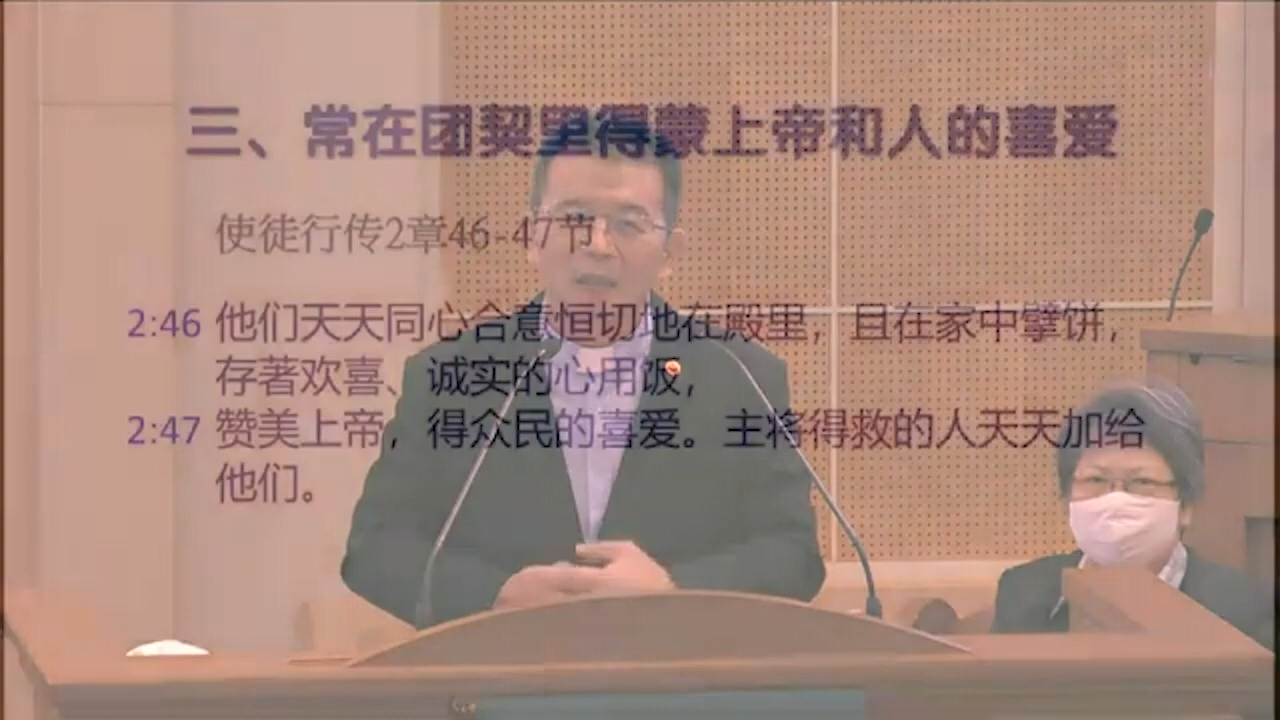 三、常在团契里得蒙上帝和人的喜爱
使徒行传2章46-47节
2:46 他们天天同心合意恒切地在殿里，且在家中擘饼，
存著欢喜、诚实的心用饭，
2:47 赞美上帝，得众民的喜爱。主将得救的人天天加给
他们。